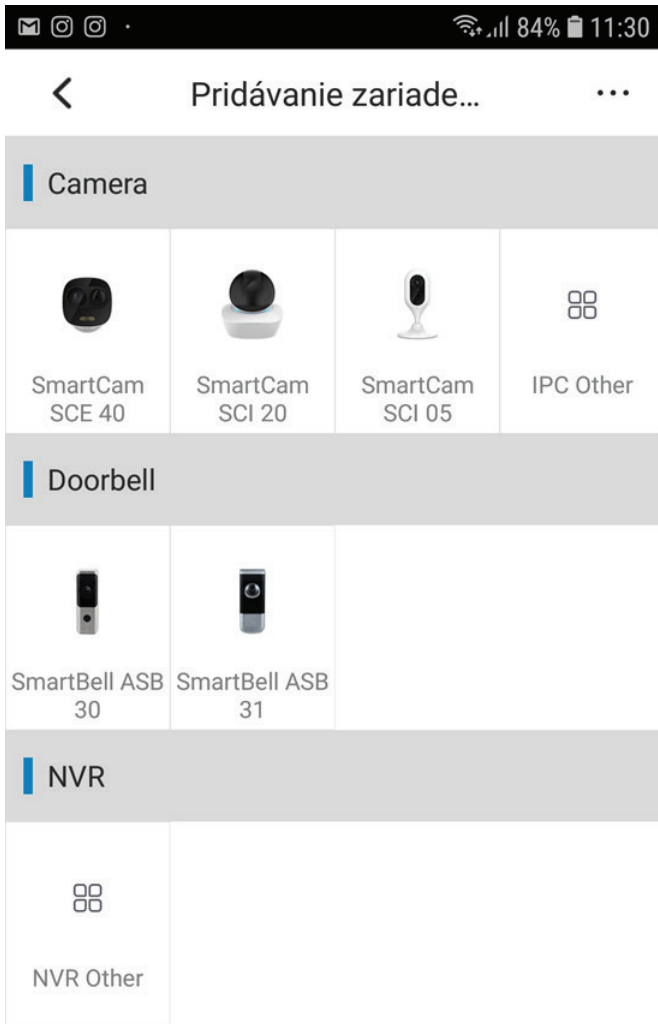 84% 11:30
Pridávanie zariade...
Camera
SmartCam SCE 40
SmartCam SCI 20
SmartCam SCI 05
IPC Other
Doorbell
SmartBell ASB 30
SmartBell ASB 31
NVR
NVR Other